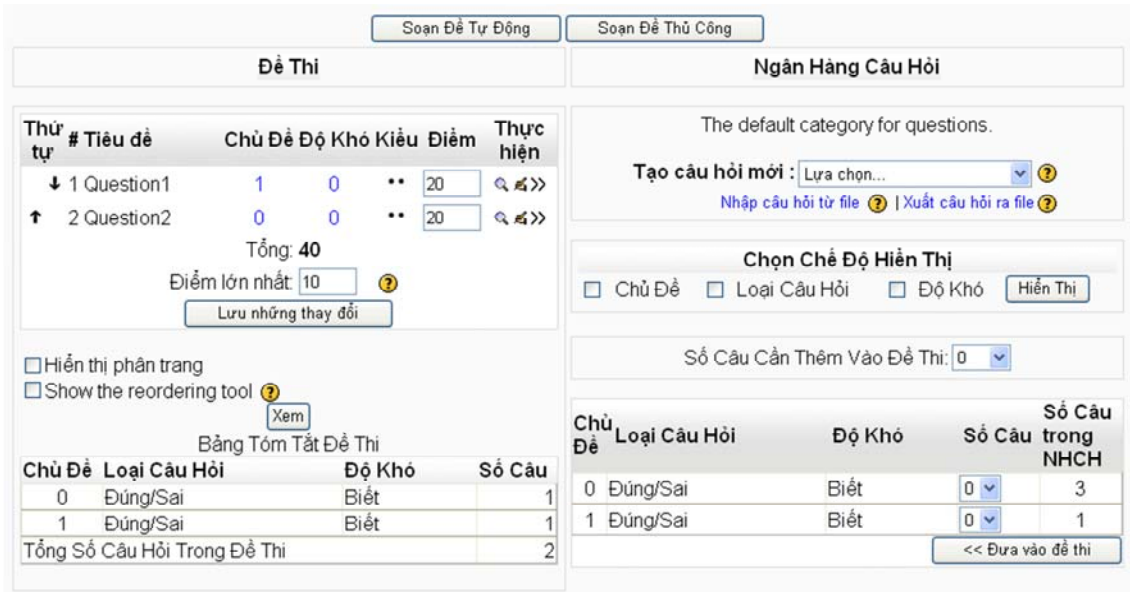 Soạn Đề Tự Động Soạn Đề Thủ Công
Đề Thi
Thứ tự # Tiêu đề Chủ Đề Độ Khó Kiểu Điểm Thực hiện
1 Question1 1 0 20
2 Question2 0 0 20
Tổng: 40
Điểm lớn nhất: 10
Lưu những thay đổi
Hiển thị phân trang
Show the reordering tool
Xem
Bảng Tóm Tắt Đề Thi
Chủ Đề Loại Câu Hỏi Độ Khó Số Câu
0 Đúng/Sai Biết 1
1 Đúng/Sai Biết 1
Tổng Số Câu Hỏi Trong Đề Thi 2
Ngân Hàng Câu Hỏi
The default category for questions.
Tạo câu hỏi mới : Lựa chọn...
Nhập câu hỏi từ file | Xuất câu hỏi ra file
Chọn Chế Độ Hiển Thị
Chủ Đề Loại Câu Hỏi Độ Khó Hiển Thị
Số Câu Cần Thêm Vào Đề Thi: 0
Chủ Đề Loại Câu Hỏi Độ Khó Số Câu Số Câu trong NHCH
0 Đúng/Sai Biết 0 3
1 Đúng/Sai Biết 0 1
<< Đưa vào đề thi